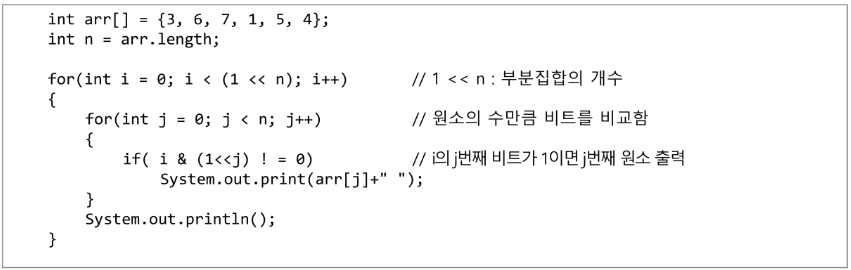 int arr[] = {3, 6, 7, 1, 5, 4};
int n = arr.length;
for(int i = 0; i < (1 << n); i++) // 1 << n : 부분집합의 개수
{
for(int j = 0; j < n; j++) // 원소의 수만큼 비트를 비교함
{
if( i & (1<<j) ! = 0) // i의 j번째 비트가 1이면 j번째 원소 출력
System.out.print(arr[j]+" ");
}
System.out.println();
}